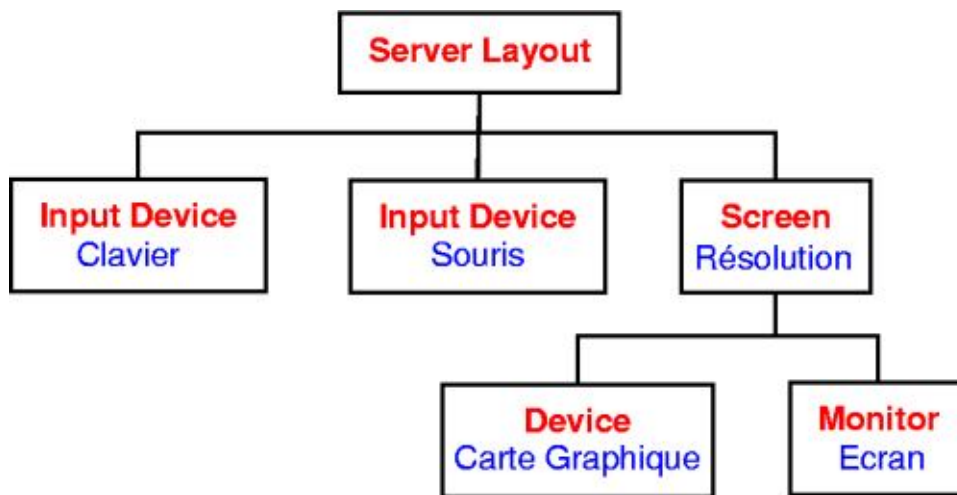 Server Layout
Input Device
Clavier
Input Device
Souris
Screen
Résolution
Device
Carte Graphique
Monitor
Ecran